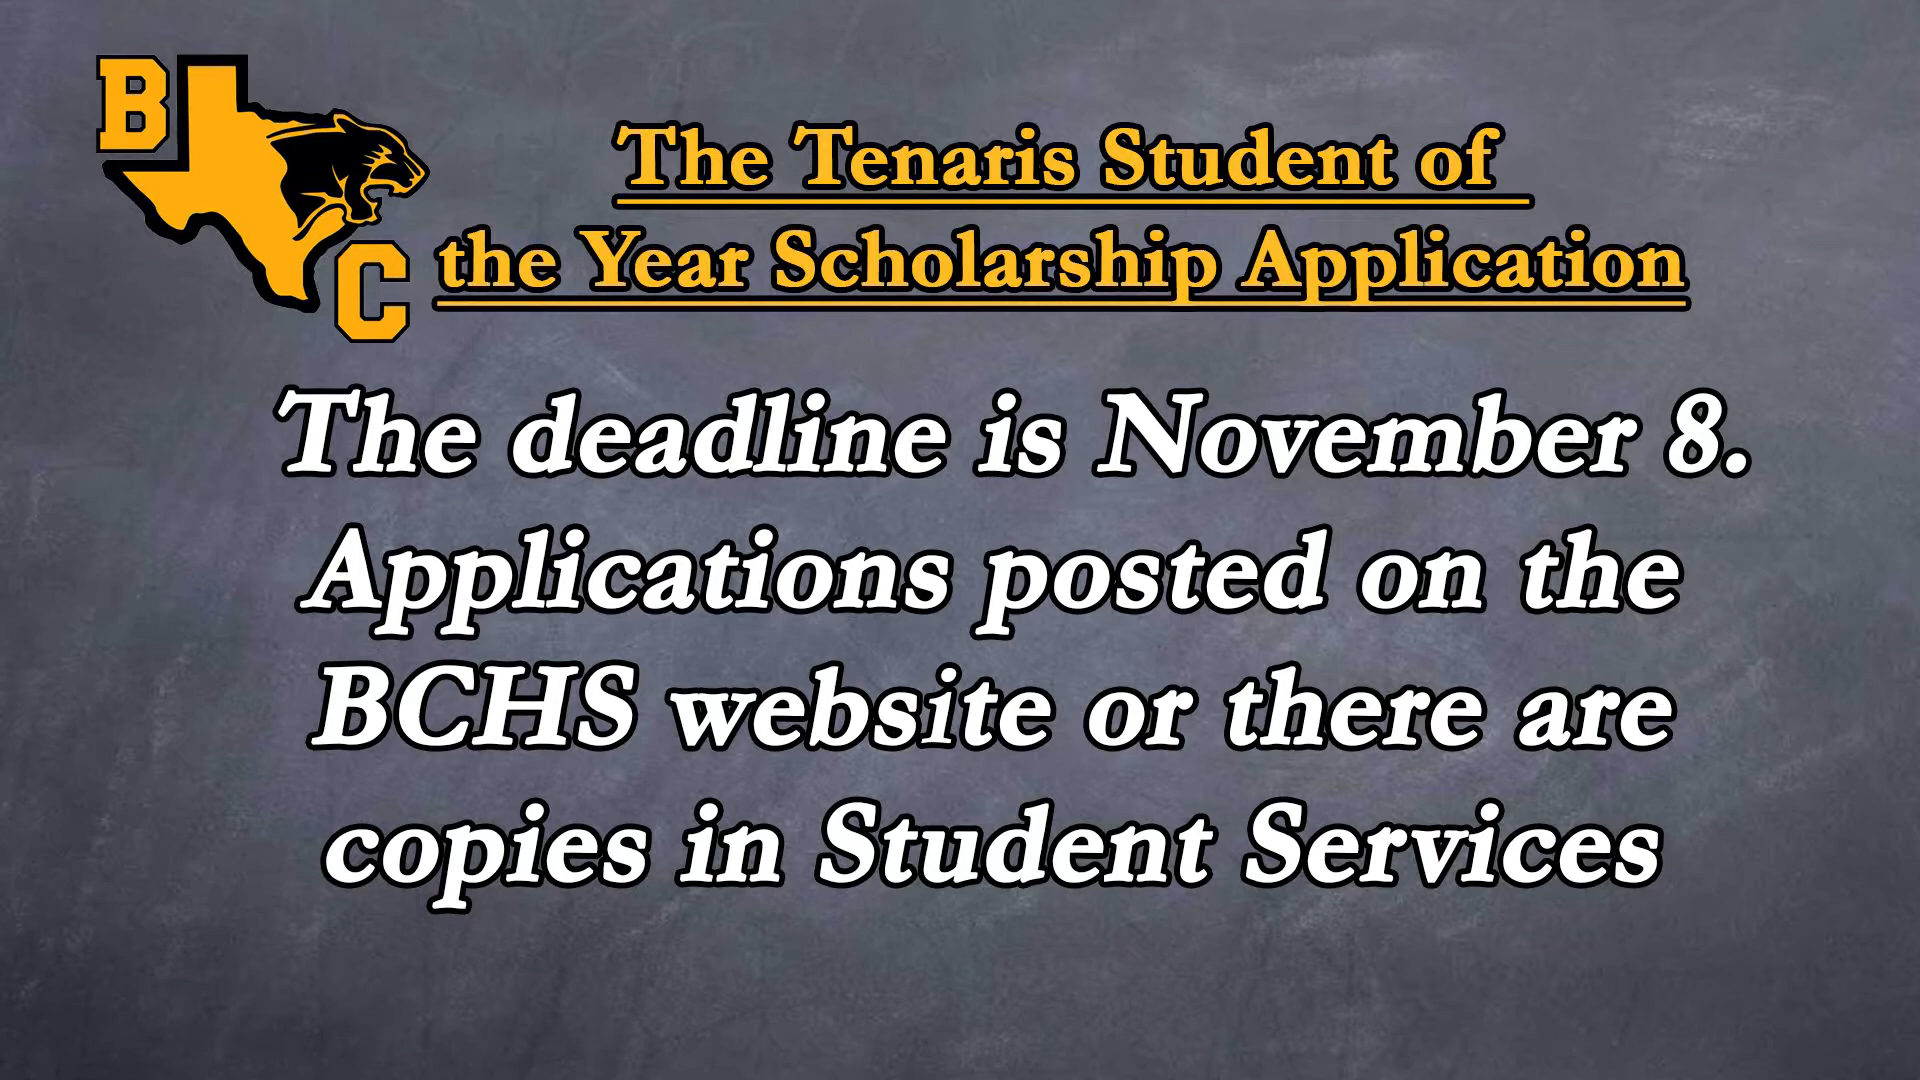 B
C
The Tenaris Student of
the Year Scholarship Application
The deadline is November 8.
Applications posted on the
BCHS website or there are
copies in Student Services